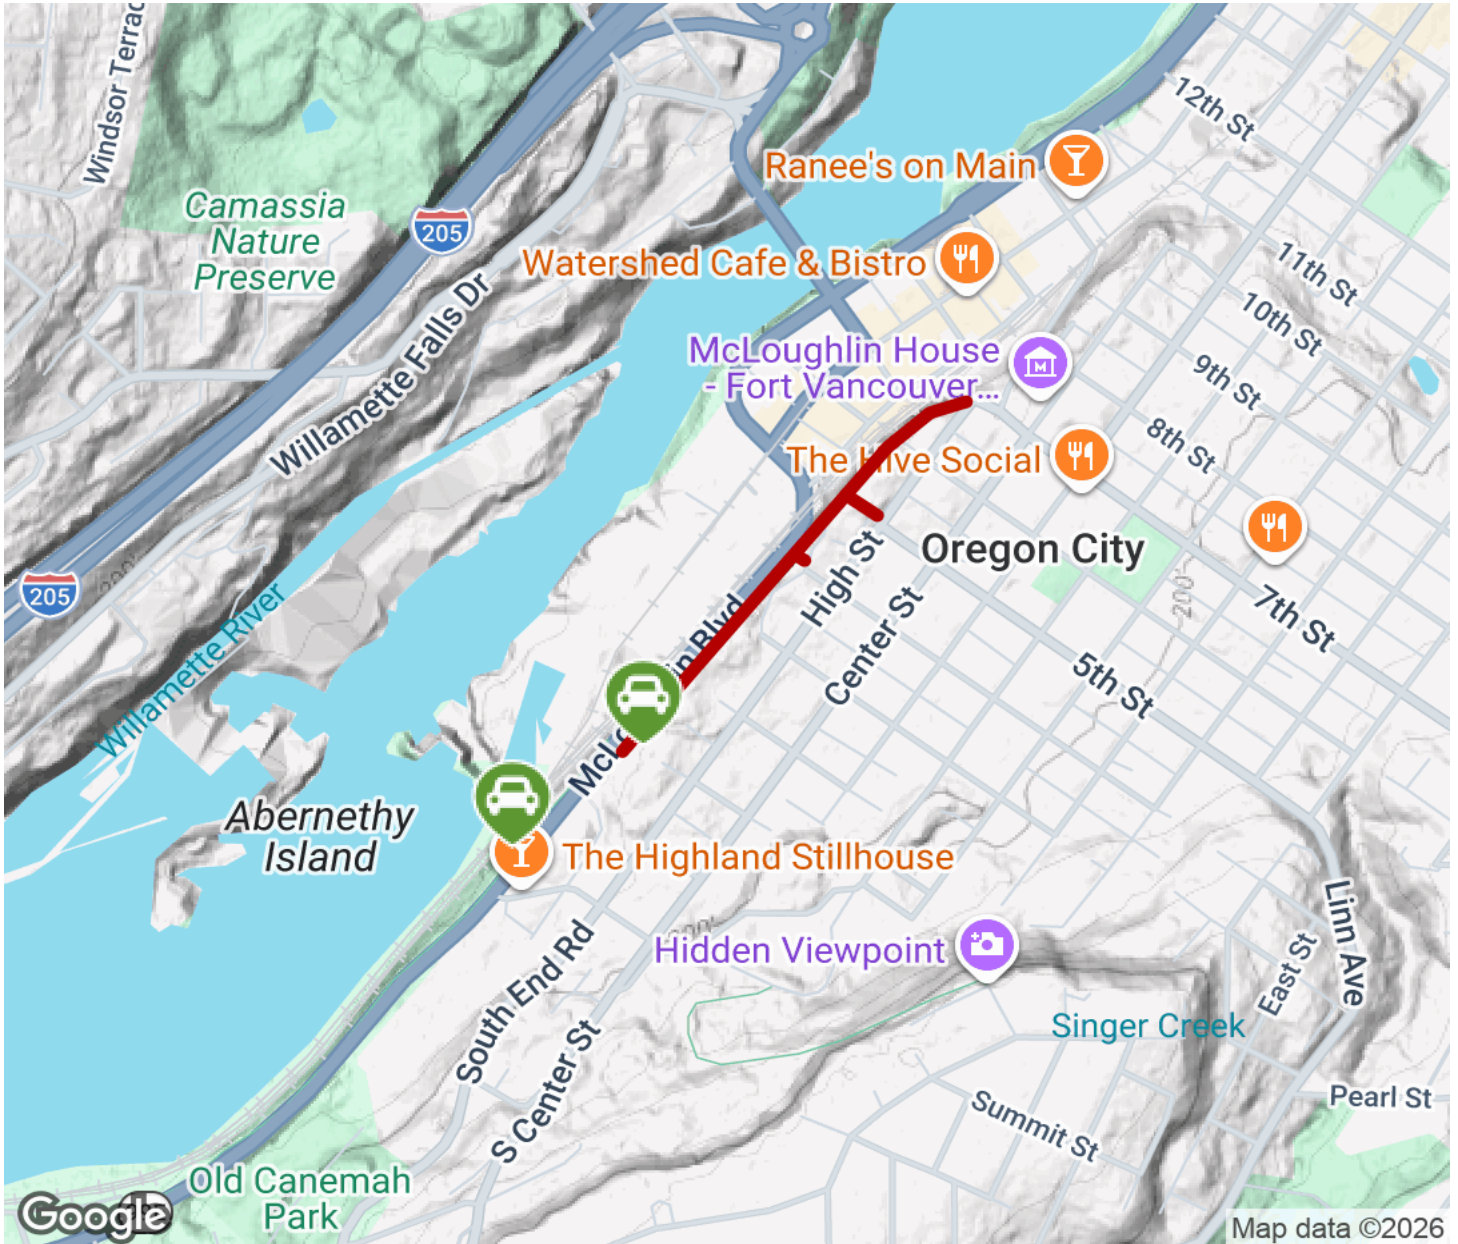 Windsor Terrac
12th St
Ranee's on Main
Camassia
Nature
Preserve
205
Watershed Cafe & Bistro
11th St
10th St
Willamette Falls Dr
McLoughlin House
- Fort Vancouver...
9th St
8th St
The Hive Social
Oregon City
200'
205
High St
Center St
200
7th St
Willamette River
5th St
Abernethy
Island
The Highland Stillhouse
Linn Ave
South End Rd
Hidden Viewpoint
East St
Singer Creek
S Center St
Summit St
Pearl St
Old Canemah
Park
Google
Map data ©2026